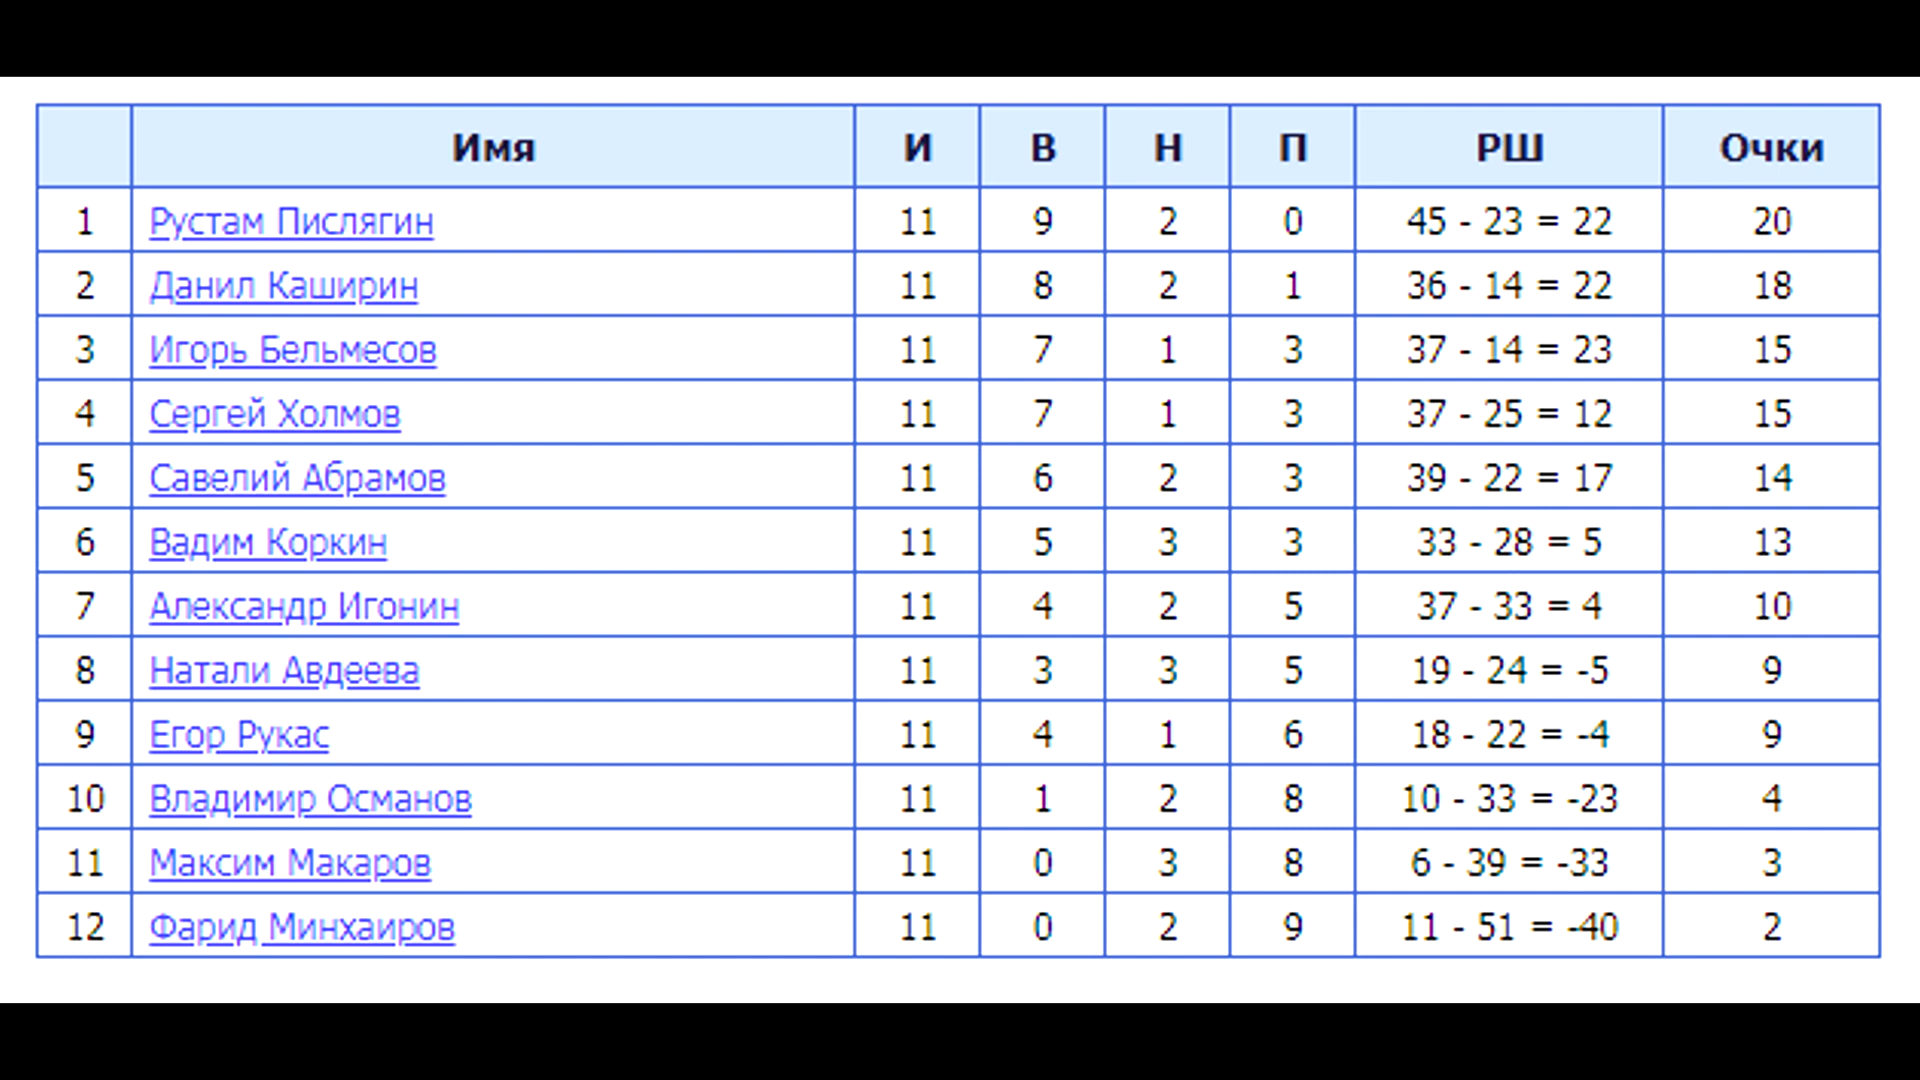 Имя И В Н П РШ Очки
1 Рустам Пислягин 11 9 2 0 45 - 23 = 22 20
2 Данил Каширин 11 8 2 1 36 - 14 = 22 18
3 Игорь Бельмесов 11 7 1 3 37 - 14 = 23 15
4 Сергей Холмов 11 7 1 3 37 - 25 = 12 15
5 Савелий Абрамов 11 6 2 3 39 - 22 = 17 14
6 Вадим Коркин 11 5 3 3 33 - 28 = 5 13
7 Александр Игонин 11 4 2 5 37 - 33 = 4 10
8 Натали Авдеева 11 3 3 5 19 - 24 = -5 9
9 Егор Рукас 11 4 1 6 18 - 22 = -4 9
10 Владимир Османов 11 1 2 8 10 - 33 = -23 4
11 Максим Макаров 11 0 3 8 6 - 39 = -33 3
12 Фарид Минхаиров 11 0 2 9 11 - 51 = -40 2